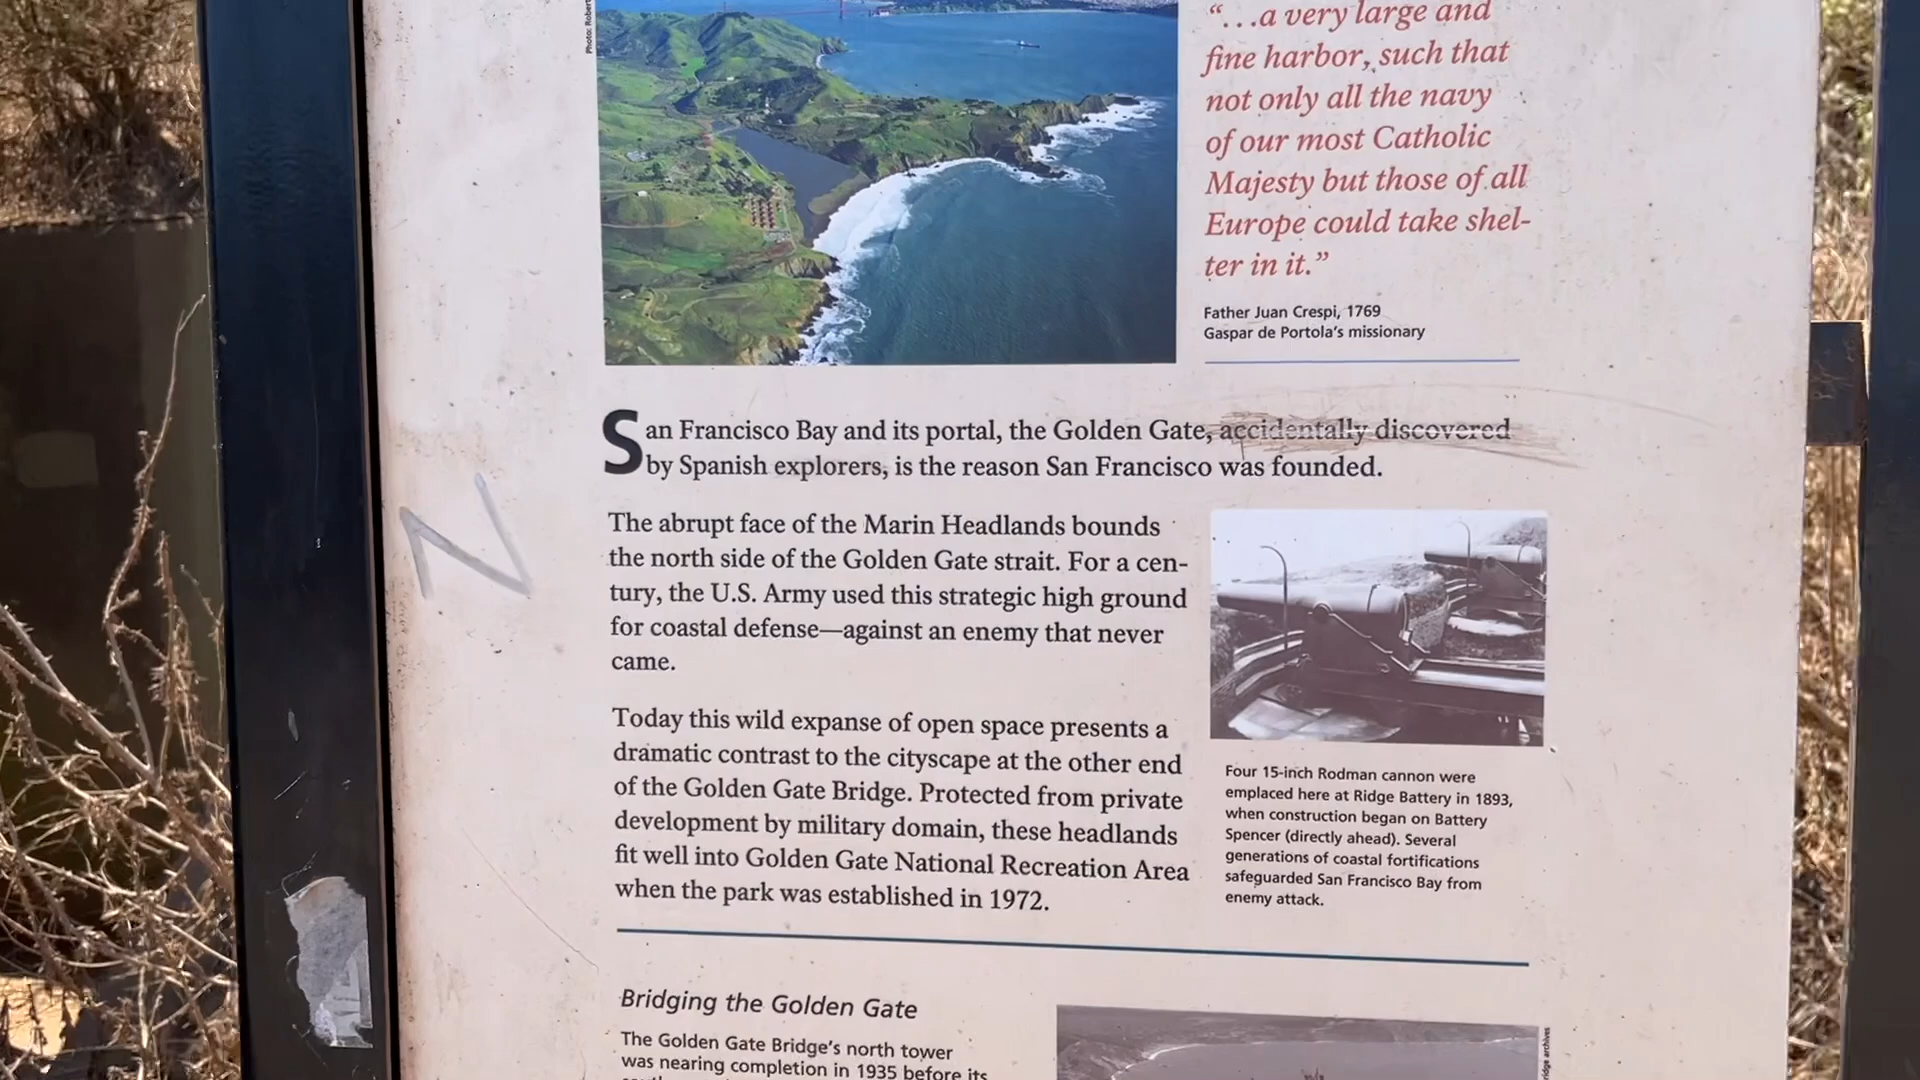 Photo: Robert
“…a very large and
fine harbor, such that
not only all the navy
of our most Catholic
Majesty but those of all
Europe could take shel-
ter in it.”
Father Juan Crespi, 1769
Gaspar de Portola’s missionary
San Francisco Bay and its portal, the Golden Gate, accidentally discovered
by Spanish explorers, is the reason San Francisco was founded.
The abrupt face of the Marin Headlands bounds
the north side of the Golden Gate strait. For a cen-
tury, the U.S. Army used this strategic high ground
for coastal defense—against an enemy that never
came.
Today this wild expanse of open space presents a
dramatic contrast to the cityscape at the other end
of the Golden Gate Bridge. Protected from private
development by military domain, these headlands
fit well into Golden Gate National Recreation Area
when the park was established in 1972.
Four 15-inch Rodman cannon were
emplaced here at Ridge Battery in 1893,
when construction began on Battery
Spencer (directly ahead). Several
generations of coastal fortifications
safeguarded San Francisco Bay from
enemy attack.
N
Bridging the Golden Gate
The Golden Gate Bridge’s north tower
was nearing completion in 1935 before its
archives